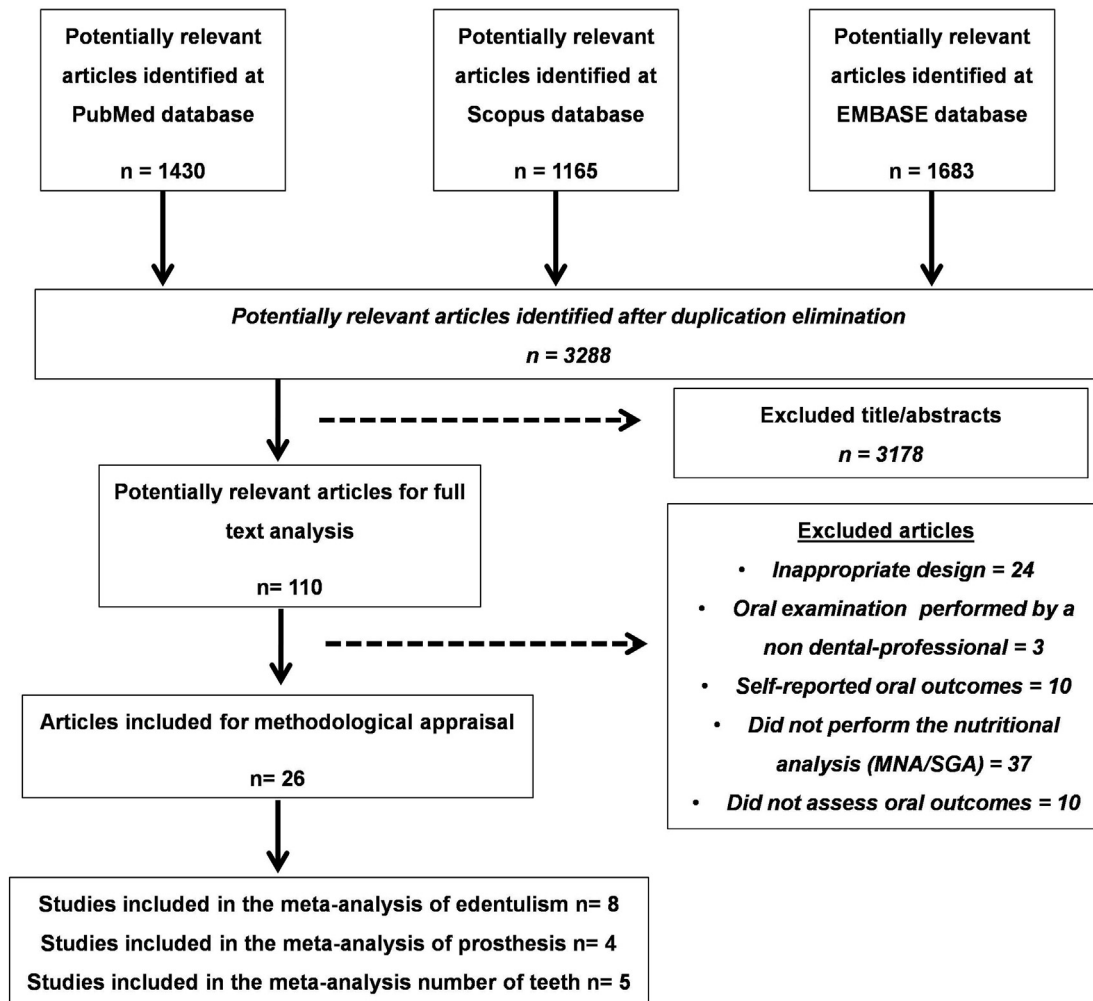 Potentially relevant
articles identified at
PubMed database
n = 1430
Potentially relevant
articles identified at
Scopus database
n = 1165
Potentially relevant
articles identified at
EMBASE database
n = 1683
Potentially relevant articles identified after duplication elimination
n = 3288
Excluded title/abstracts
n = 3178
Potentially relevant articles for full
text analysis
n= 110
Excluded articles
• Inappropriate design = 24
• Oral examination performed by a
non dental-professional = 3
• Self-reported oral outcomes = 10
• Did not perform the nutritional
analysis (MNA/SGA) = 37
• Did not assess oral outcomes = 10
Articles included for methodological appraisal
n= 26
Studies included in the meta-analysis of edentulism n= 8
Studies included in the meta-analysis of prosthesis n= 4
Studies included in the meta-analysis number of teeth n= 5